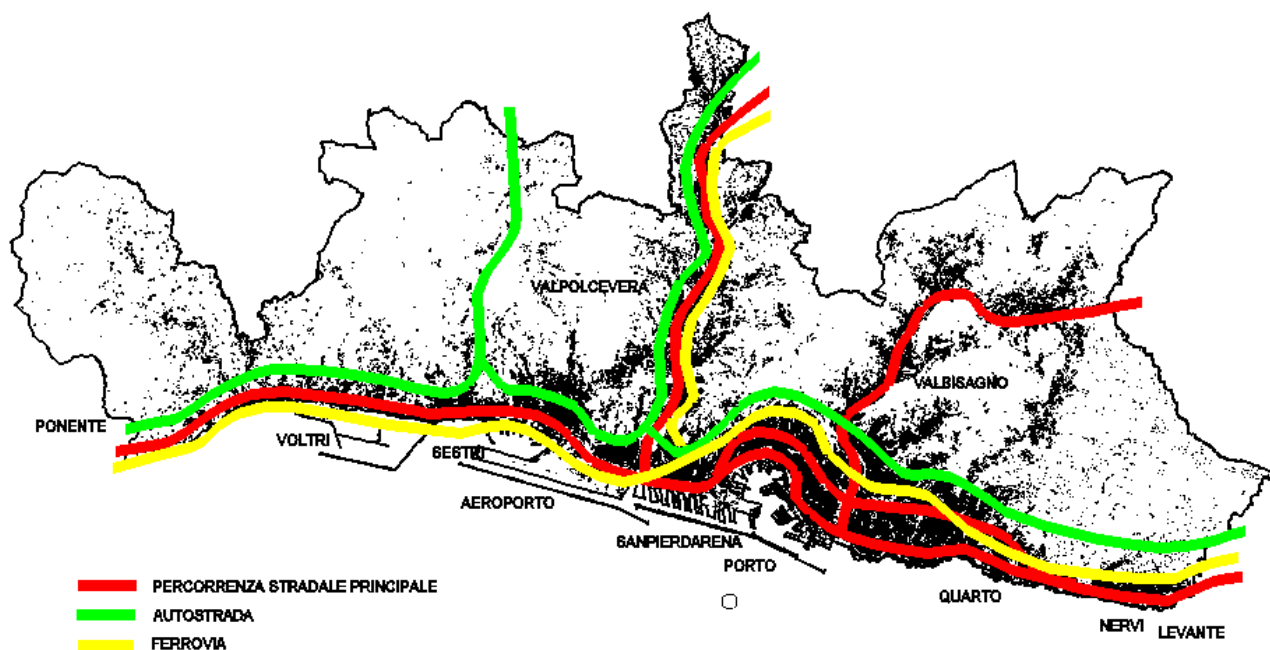 VALPOLCEVERA
VALBISAGNO
PONENTE
VOLTRI
SESTRI
AEROPORTO
SANPIERDARENA
PORTO
QUARTO
NERVI
LEVANTE
PERCORRENZA STRADALE PRINCIPALE
AUTOSTRADA
FERROVIA